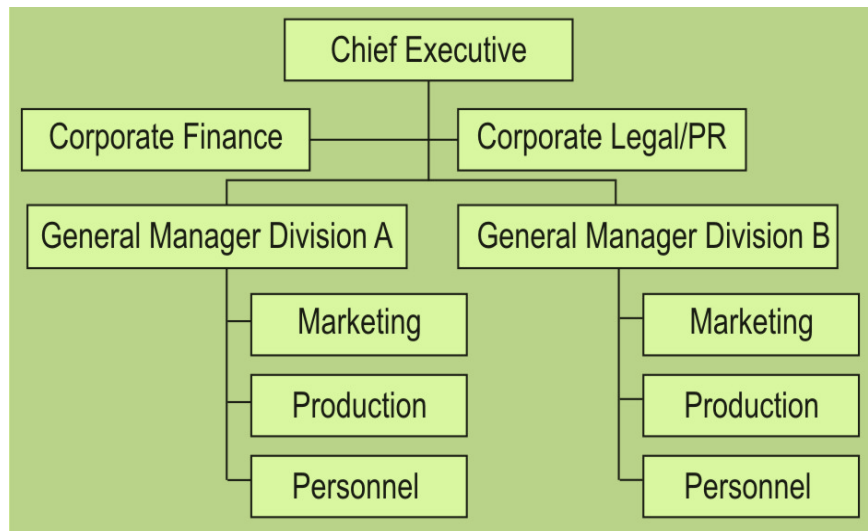 Chief Executive
Corporate Finance
Corporate Legal/PR
General Manager Division A
General Manager Division B
Marketing
Marketing
Production
Production
Personnel
Personnel